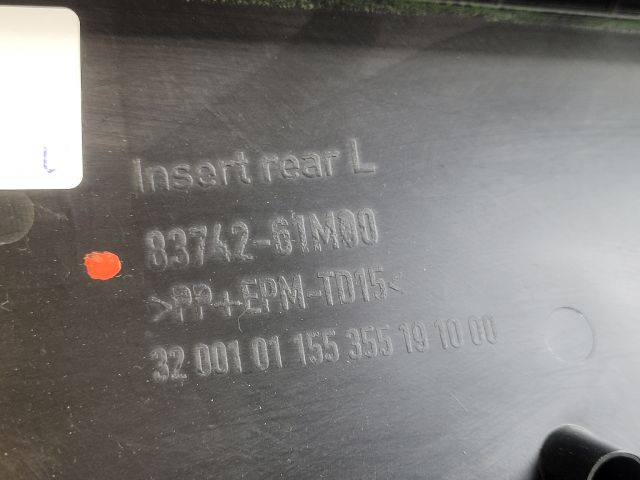 Insert rear L
83742-61M00
>PP+EPM-TD15<
32 001 01 155 355 19 10 00